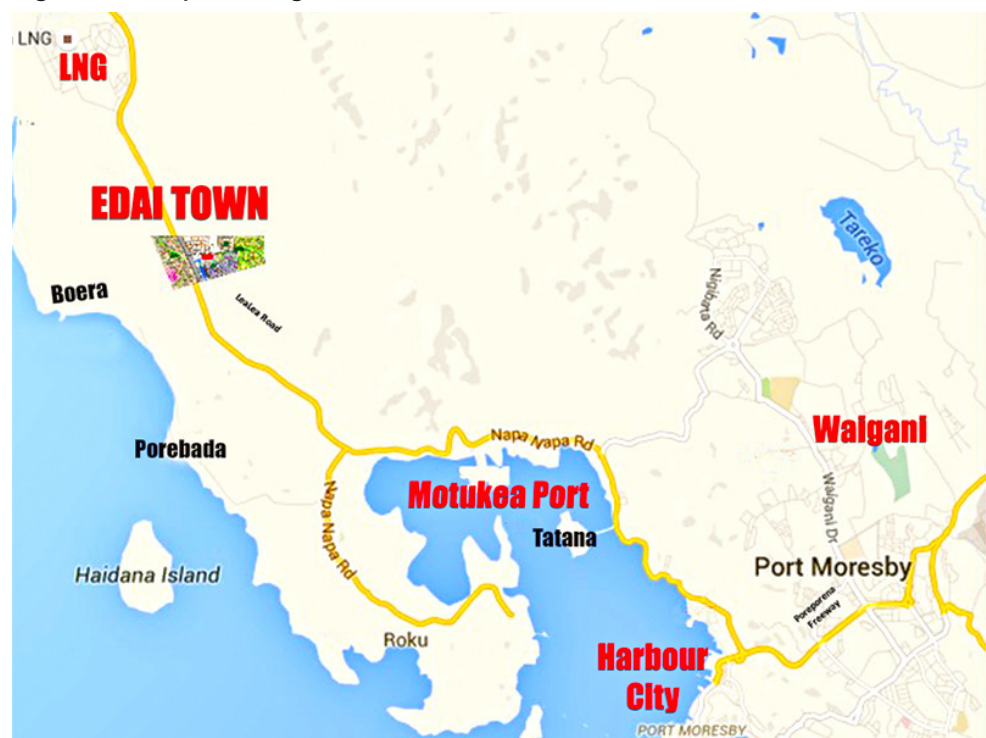 LNG
LNG
EDAI TOWN
Boera
LeaLea Road
Tareko
Nigibana Rd
Porebada
Napa Napa Rd
Waigani
Motukea Port
Napa Napa Rd
Waigani Dr
Tatana
Haidana Island
Port Moresby
Poreporena
Freeway
Roku
Harbour
City
PORT MORESBY